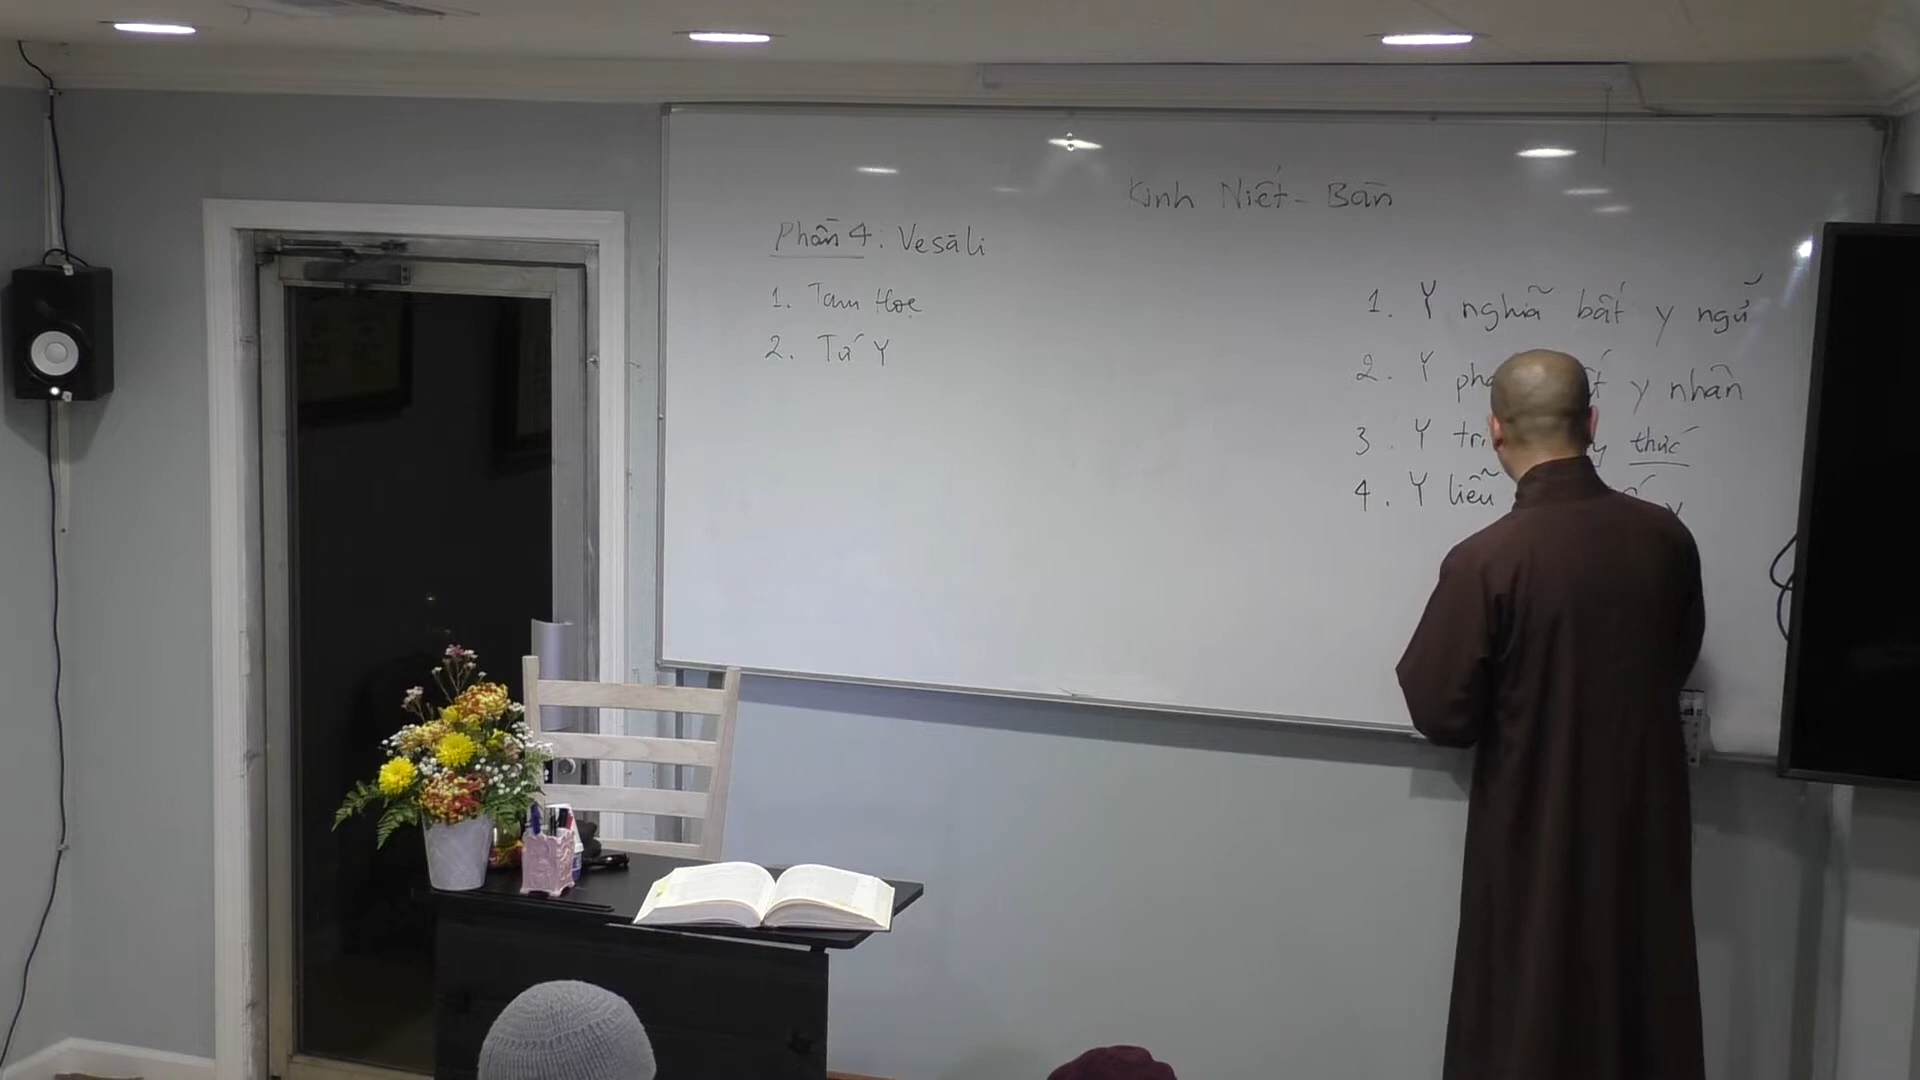 Kinh Niết - Bàn
Phần 4: Vesāli
1. Tam Học
2. Tứ Y
1. Y nghĩa bất y ngữ
2. Y y nhân
3. Y y thức
4. Y liễu